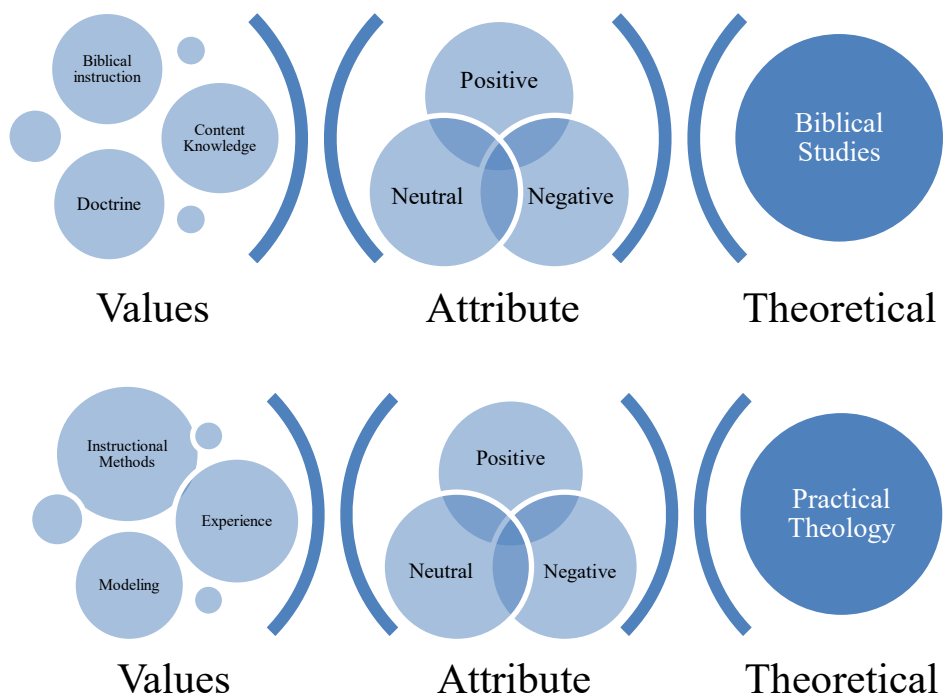 Biblical
instruction
Content
Knowledge
Doctrine
Positive
Neutral
Negative
Biblical
Studies
Values
Attribute
Theoretical
Instructional
Methods
Experience
Modeling
Positive
Neutral
Negative
Practical
Theology
Values
Attribute
Theoretical